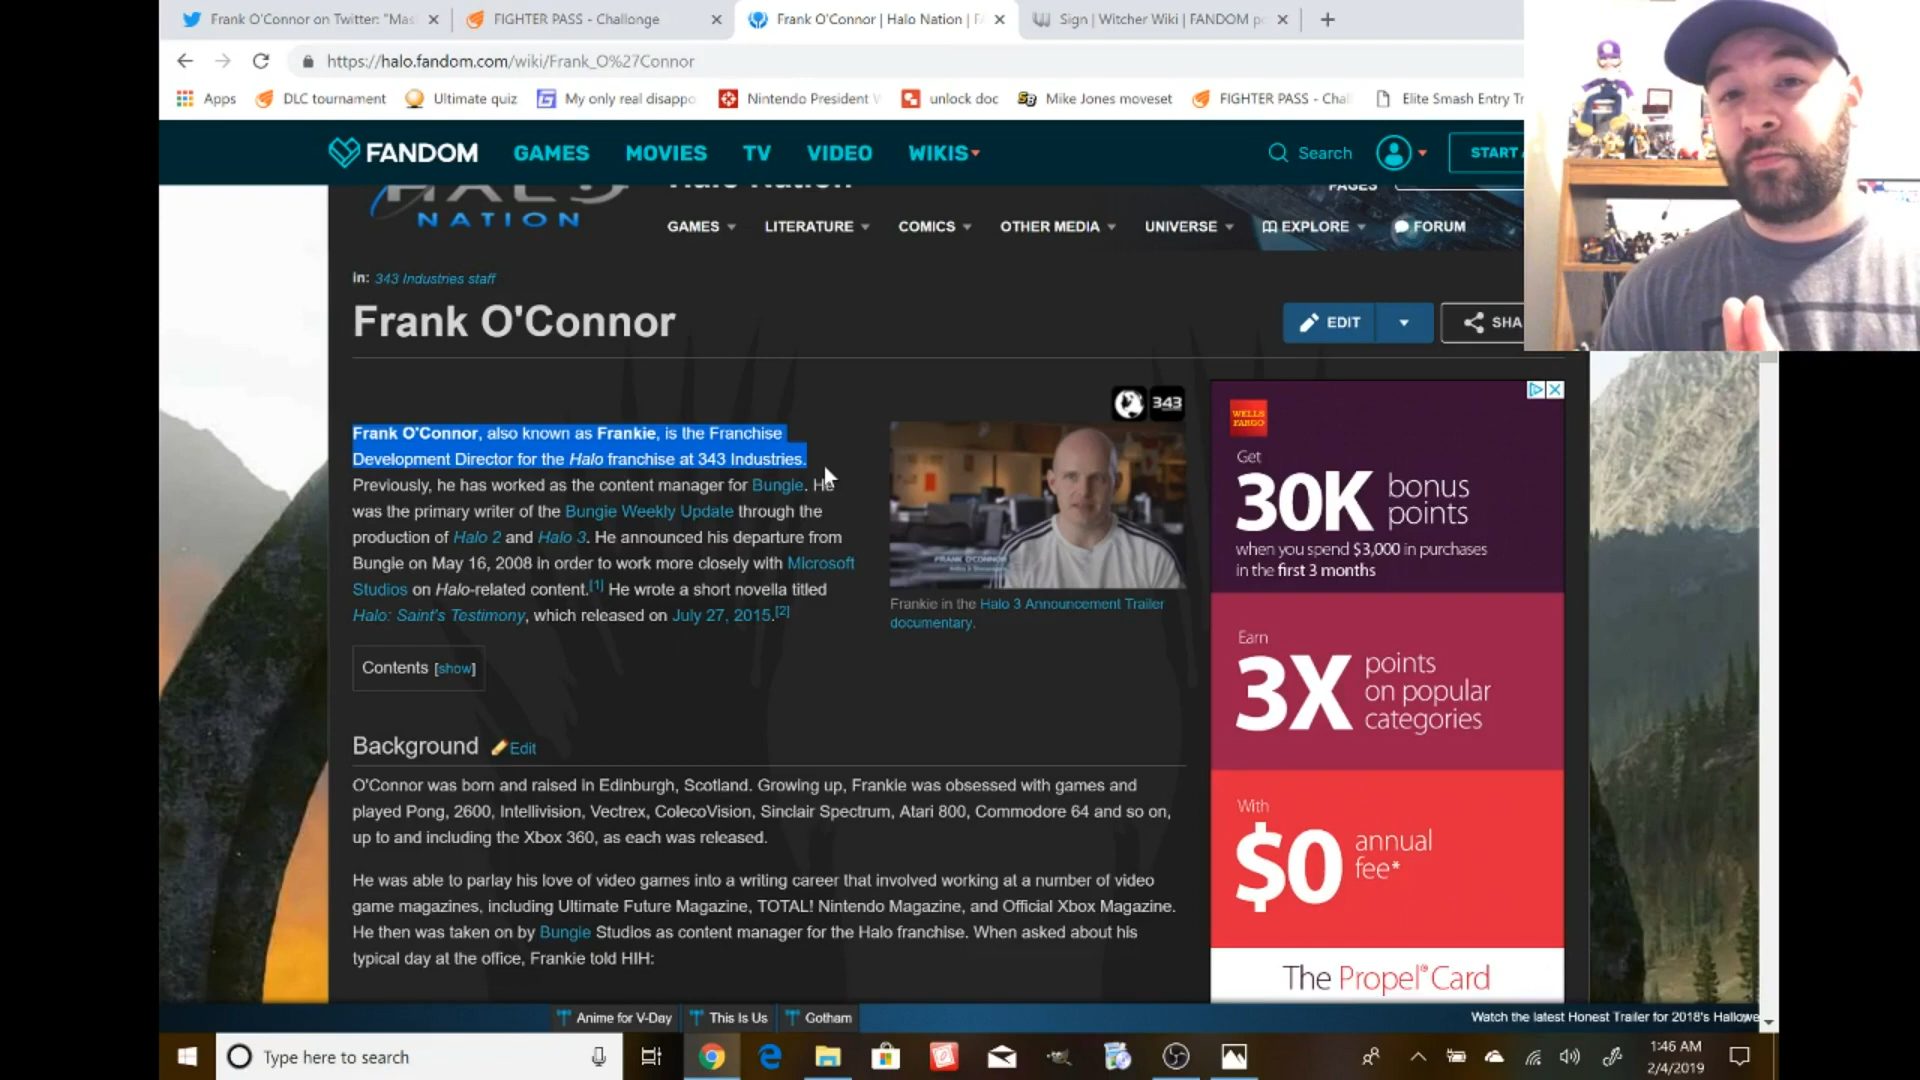 Frank O'Connor on Twitter: "Mas
FIGHTER PASS - Challonge
Frank O'Connor | Halo Nation | F
Sign | Witcher Wiki | FANDOM po
https://halo.fandom.com/wiki/Frank_O%27Connor
Apps
DLC tournament
Ultimate quiz
My only real disappo
Nintendo President
unlock doc
Mike Jones moveset
FIGHTER PASS - Chal
Elite Smash Entry Tr
FANDOM
GAMES
MOVIES
TV
VIDEO
WIKIS
Search
START
HALO
NATION
Halo Nation
PAGES
GAMES
LITERATURE
COMICS
OTHER MEDIA
UNIVERSE
EXPLORE
FORUM
in: 343 Industries staff
Frank O'Connor
EDIT
SHA
343
Frank O'Connor, also known as Frankie, is the Franchise
Development Director for the Halo franchise at 343 Industries.
Previously, he has worked as the content manager for Bungie. He
was the primary writer of the Bungie Weekly Update through the
production of Halo 2 and Halo 3. He announced his departure from
Bungie on May 16, 2008 in order to work more closely with Microsoft
Studios on Halo-related content.[1] He wrote a short novella titled
Halo: Saint's Testimony, which released on July 27, 2015.[2]
FRANK O'CONNOR
Frankie in the Halo 3 Announcement Trailer
documentary.
Contents [show]
Background
Edit
O'Connor was born and raised in Edinburgh, Scotland. Growing up, Frankie was obsessed with games and
played Pong, 2600, Intellivision, Vectrex, ColecoVision, Sinclair Spectrum, Atari 800, Commodore 64 and so on,
up to and including the Xbox 360, as each was released.
He was able to parlay his love of video games into a writing career that involved working at a number of video
game magazines, including Ultimate Future Magazine, TOTAL! Nintendo Magazine, and Official Xbox Magazine.
He then was taken on by Bungie Studios as content manager for the Halo franchise. When asked about his
typical day at the office, Frankie told HIH:
WELLS
FARGO
Get
30K bonus points
when you spend $3,000 in purchases
in the first 3 months
Earn
3X points on popular categories
With
$0 annual fee*
The Propel® Card
Anime for V-Day
This Is Us
Gotham
Watch the latest Honest Trailer for 2018's Hallowe
Type here to search
1:46 AM
2/4/2019